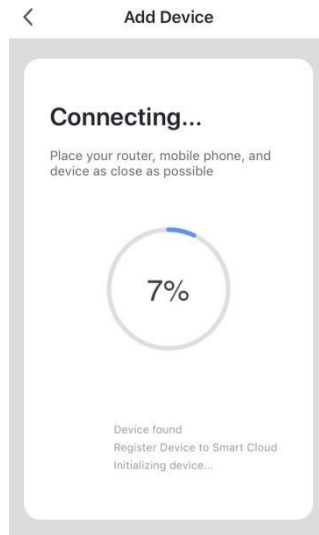 Add Device
Connecting...
Place your router, mobile phone, and
device as close as possible
7%
Device found
Register Device to Smart Cloud
Initializing device...